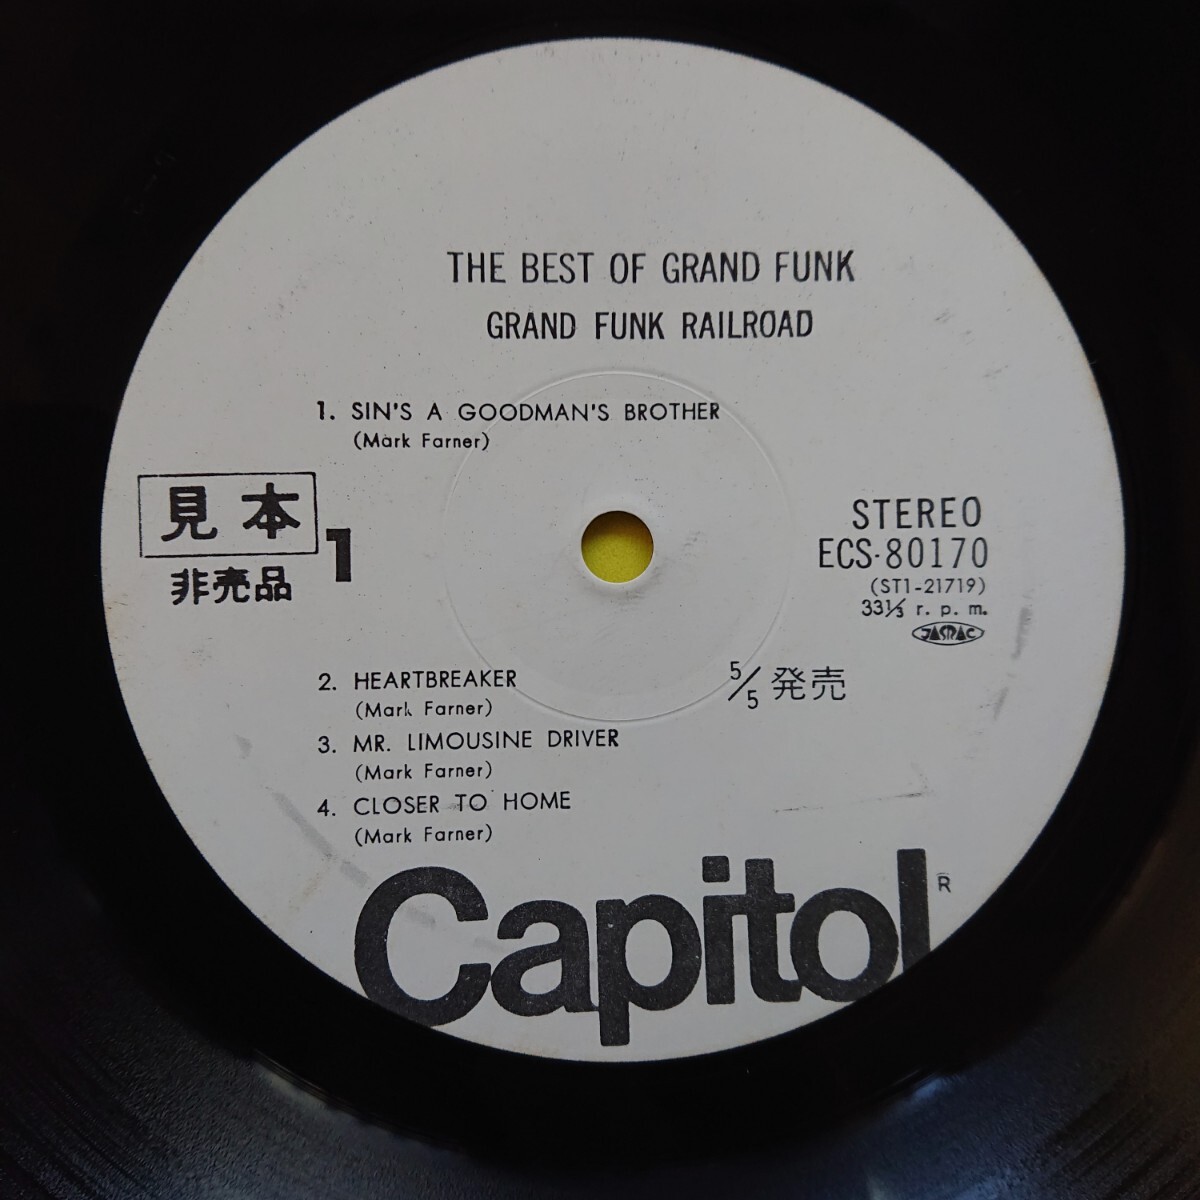 THE BEST OF GRAND FUNK
GRAND FUNK RAILROAD
1. SIN'S A GOODMAN'S BROTHER
(Mark Farner)
見本
非売品
1
STEREO
ECS-80170
(ST1-21719)
33⅓ r. p. m.
JASRAC
2. HEARTBREAKER
(Mark Farner)
5/5 発売
3. MR. LIMOUSINE DRIVER
(Mark Farner)
4. CLOSER TO HOME
(Mark Farner)
Capitol
R